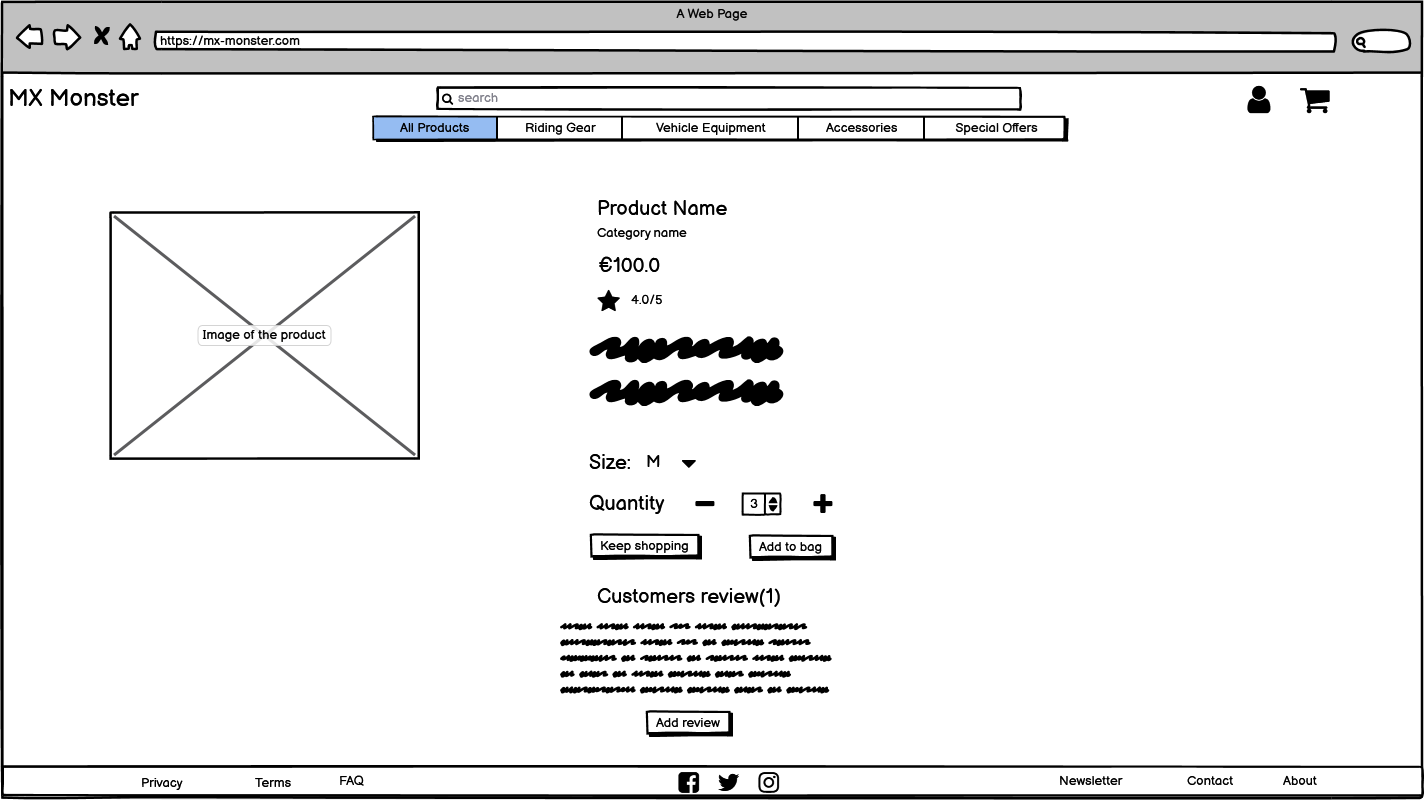 A Web Page
https://mx-monster.com
MX Monster
search
All Products Riding Gear Vehicle Equipment Accessories Special Offers
Product Name
Category name
€100.0
4.0/5
Image of the product
Size: M
Quantity 3
Keep shopping Add to bag
Customers review(1)
Add review
Privacy Terms FAQ Newsletter Contact About